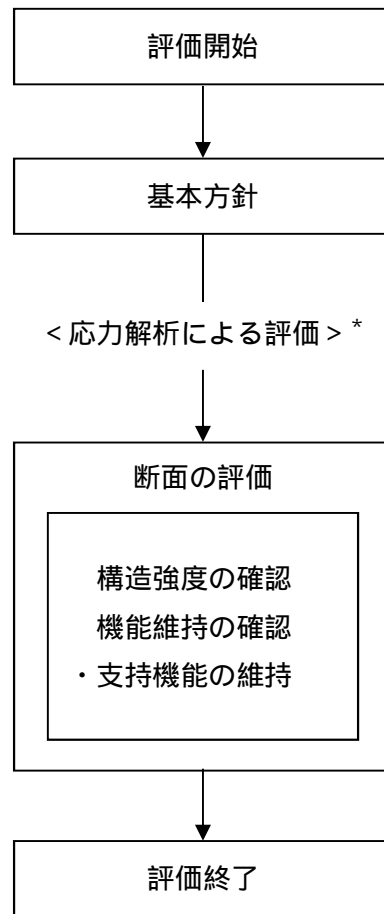 評価開始
基本方針
<応力解析による評価>*
断面の評価
構造強度の確認
機能維持の確認
・支持機能の維持
評価終了